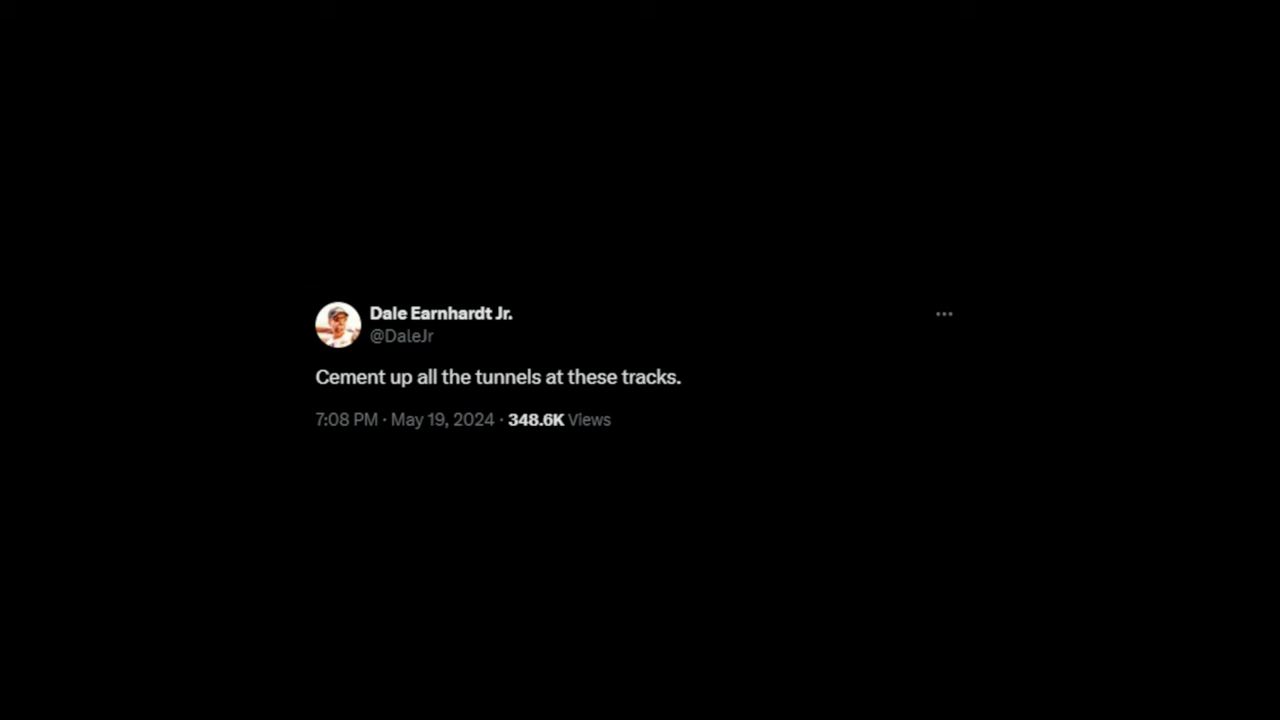 Dale Earnhardt Jr.
@DaleJr
Cement up all the tunnels at these tracks.
7:08 PM · May 19, 2024 · 348.6K Views